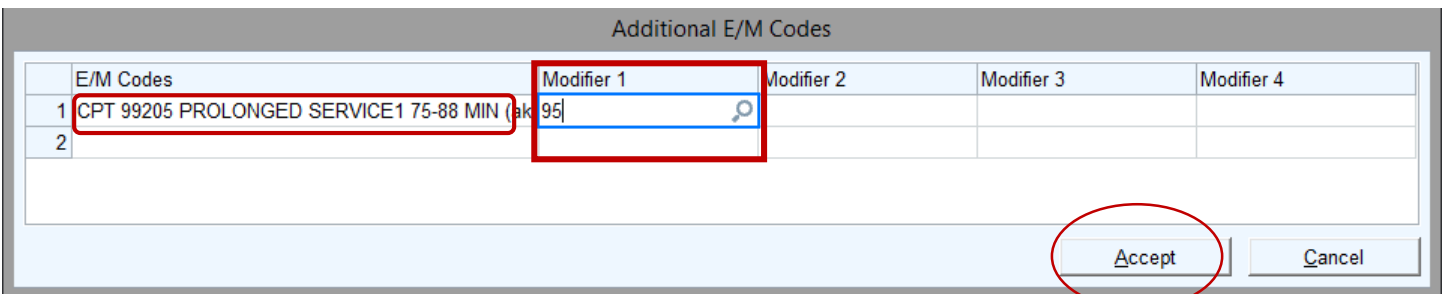 Additional E/M Codes
E/M Codes Modifier 1 Modifier 2 Modifier 3 Modifier 4
1 CPT 99205 PROLONGED SERVICE1 75-88 MIN (ak 95
2
Accept Cancel